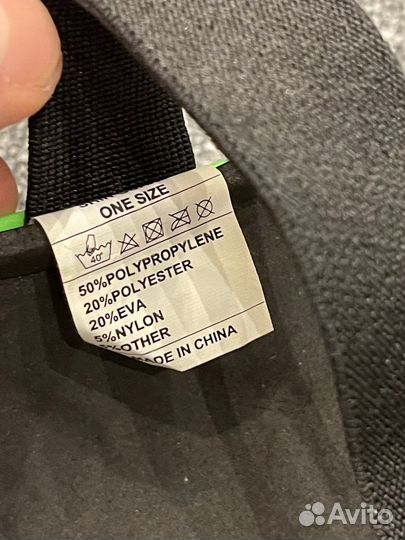 ONE SIZE
40°
50%POLYPROPYLENE
20%POLYESTER
20%EVA
5%NYLON
%OTHER
MADE IN CHINA
Avito